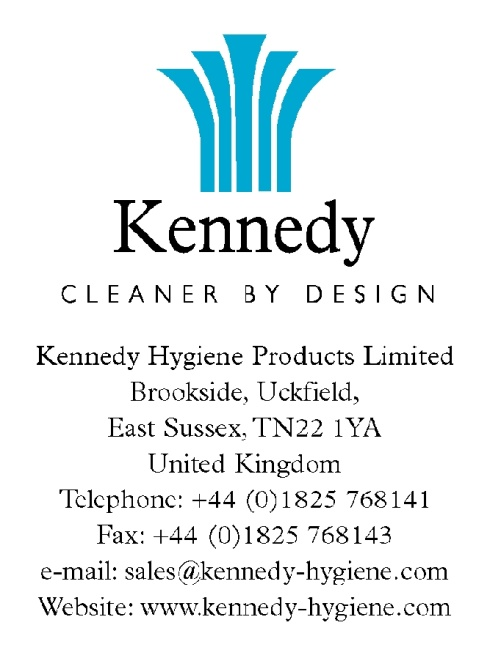 Kennedy
CLEANER BY DESIGN
Kennedy Hygiene Products Limited
Brookside, Uckfield,
East Sussex, TN22 1YA
United Kingdom
Telephone: +44 (0)1825 768141
Fax: +44 (0)1825 768143
e-mail: sales@kennedy-hygiene.com
Website: www.kennedy-hygiene.com